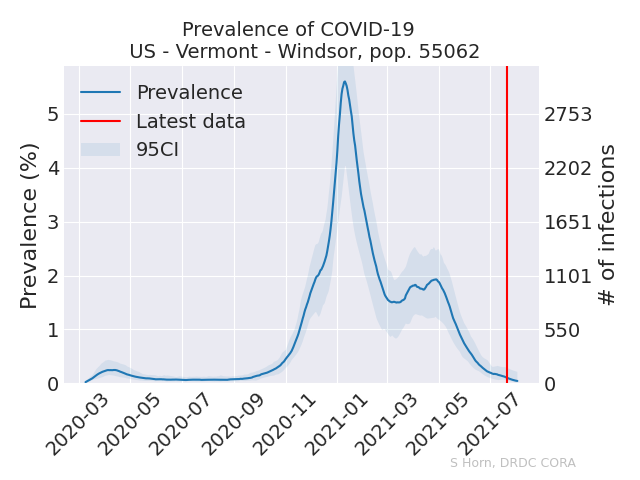 Prevalence of COVID-19
US - Vermont - Windsor, pop. 55062
Prevalence
Latest data
95CI
Prevalence (%)
5
4
3
2
1
0
2753
2202
1651
1101
550
0
# of infections
2020-03
2020-05
2020-07
2020-09
2020-11
2021-01
2021-03
2021-05
2021-07
S Horn, DRDC CORA